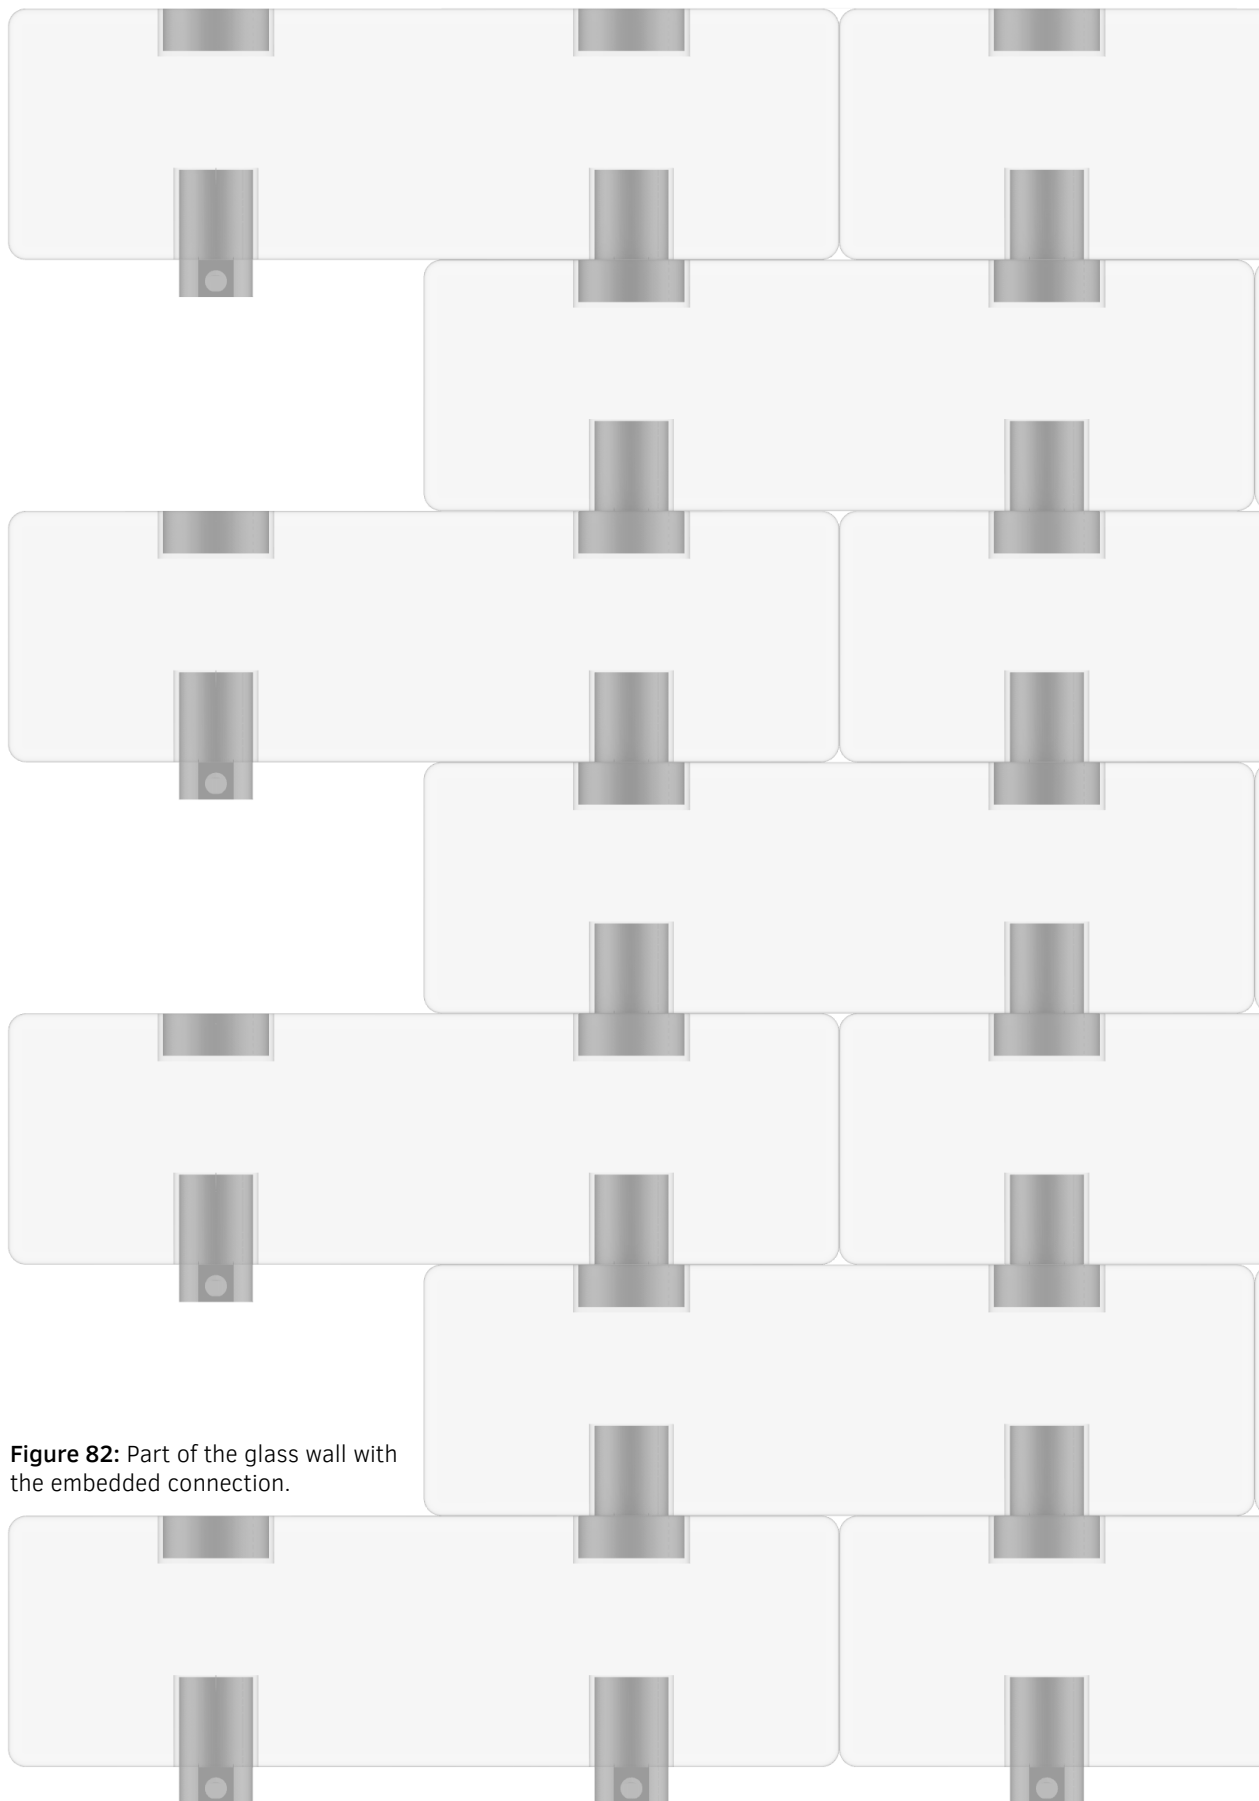 Figure 82: Part of the glass wall with
the embedded connection.